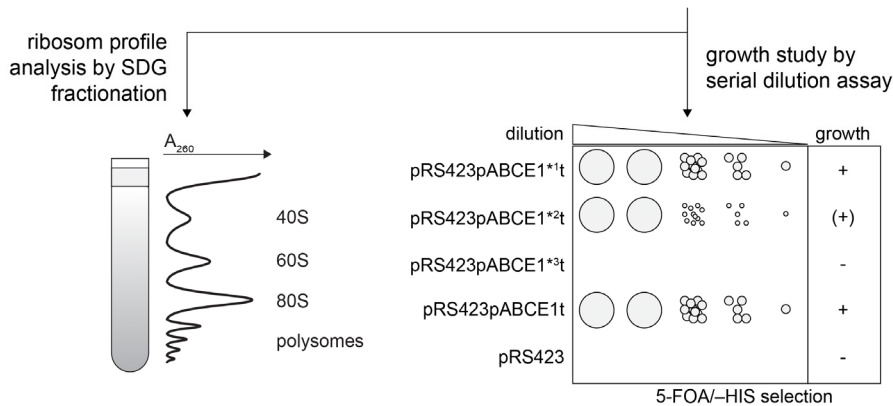 ribosom profile
analysis by SDG
fractionation
growth study by
serial dilution assay
A260
40S
60S
80S
polysomes
dilution
growth
pRS423pABCE1*1t
+
pRS423pABCE1*2t
(+)
pRS423pABCE1*3t
-
pRS423pABCE1t
+
pRS423
-
5-FOA/–HIS selection